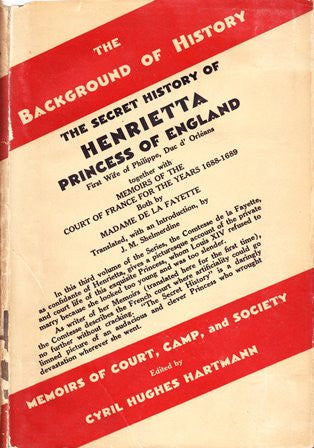 THE
BACKGROUND OF HISTORY
THE SECRET HISTORY OF
HENRIETTA
PRINCESS OF ENGLAND
First Wife of Philippe, Duc d' Orléans
together with
MEMOIRS OF THE
COURT OF FRANCE FOR THE YEARS 1688-1689
Both by
MADAME DE LA FAYETTE
Translated, with an Introduction, by
J. M. Shelmerdine
In this third volume of the Series, the Comtesse de la Fayette,
as confidante of Henrietta, gives a picturesque account of the private
and court life of this exquisite Princess, whom Louis XIV refused to
marry because she looked too young and was too slender.
As writer of her Memoirs (translated here for the first time),
the Comtesse describes the French court where artificiality could go
no further without cracking. "The Secret History" is a daringly
limned picture of an audacious and clever Princess who wrought
devastation wherever she went.
MEMOIRS OF COURT, CAMP, and SOCIETY
Edited by
CYRIL HUGHES HARTMANN